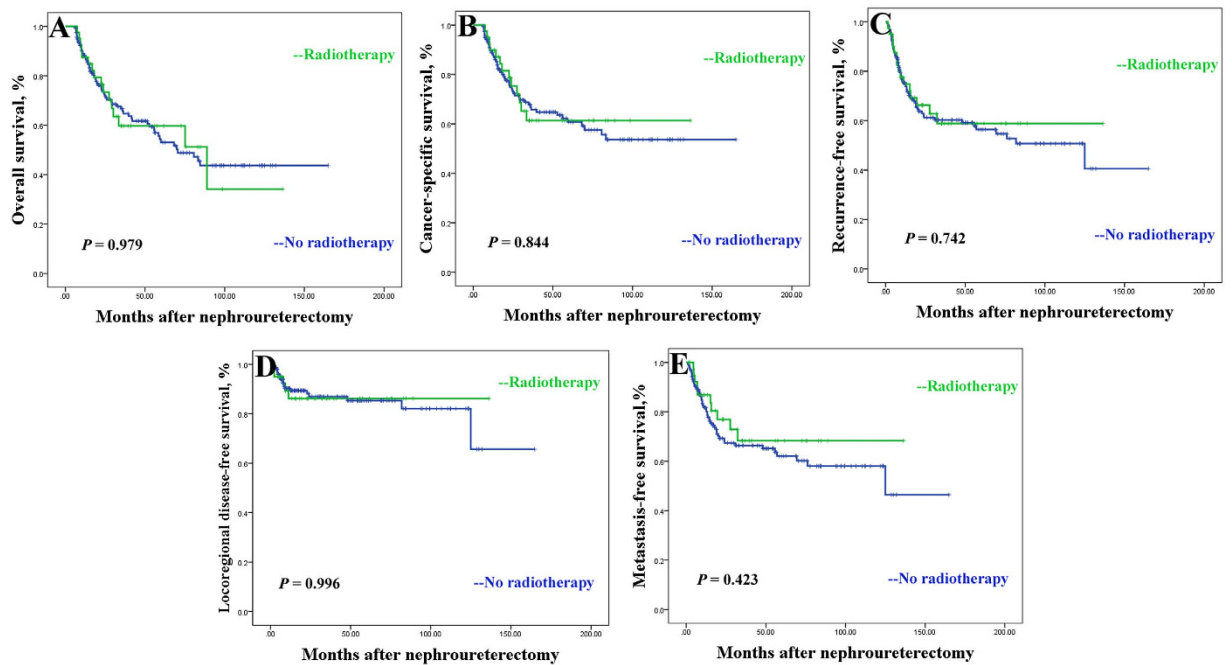 A
Overall survival, %
1.0
0.8
0.6
0.4
0.2
0.0
--Radiotherapy
P = 0.979
--No radiotherapy
.00 50.00 100.00 150.00 200.00
Months after nephroureterectomy
B
Cancer-specific survival, %
1.0
0.8
0.6
0.4
0.2
0.0
--Radiotherapy
P = 0.844
--No radiotherapy
.00 50.00 100.00 150.00 200.00
Months after nephroureterectomy
C
Recurrence-free survival, %
1.0
0.8
0.6
0.4
0.2
0.0
--Radiotherapy
P = 0.742
--No radiotherapy
.00 50.00 100.00 150.00 200.00
Months after nephroureterectomy
D
Locoregional disease-free survival, %
1.0
0.8
0.6
0.4
0.2
0.0
--Radiotherapy
P = 0.996
--No radiotherapy
.00 50.00 100.00 150.00 200.00
Months after nephroureterectomy
E
Metastasis-free survival,%
1.0
0.8
0.6
0.4
0.2
0.0
--Radiotherapy
P = 0.423
--No radiotherapy
.00 50.00 100.00 150.00 200.00
Months after nephroureterectomy